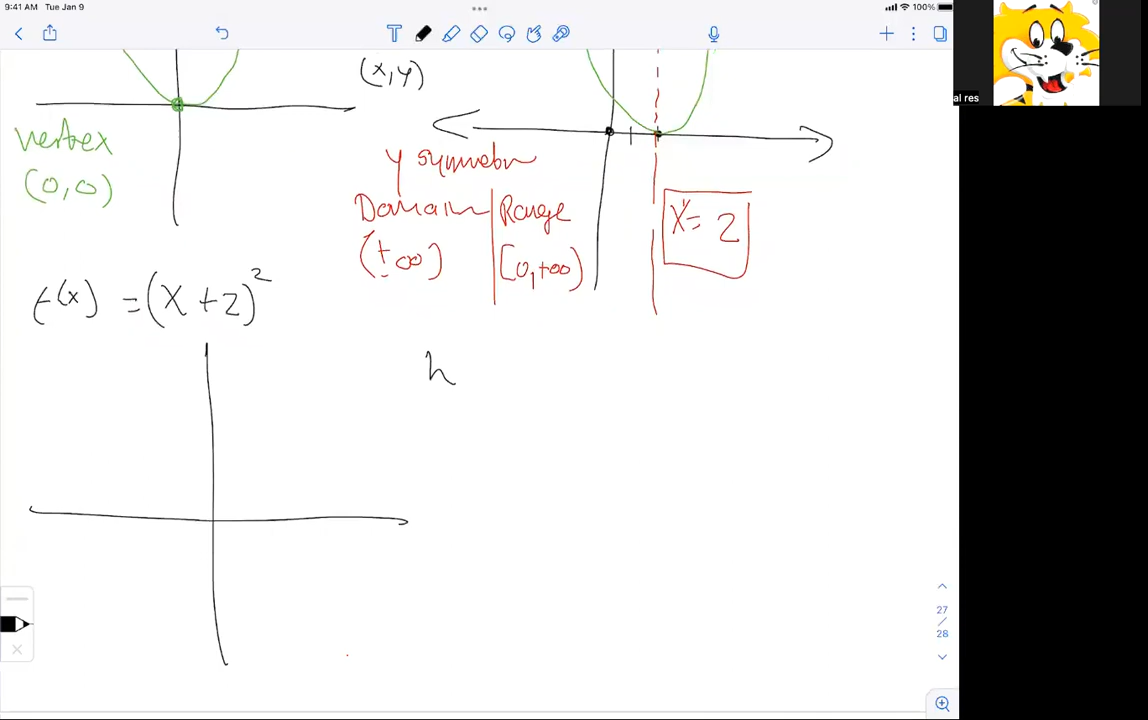 9:41 AM Tue Jan 9
100%
T
al res
(x,y)
vertex
(0,0)
y symmetr
Domain | Range
(± ∞) | [0,+∞)
x = 2
f(x) = (x+2)²
h
27
/
28